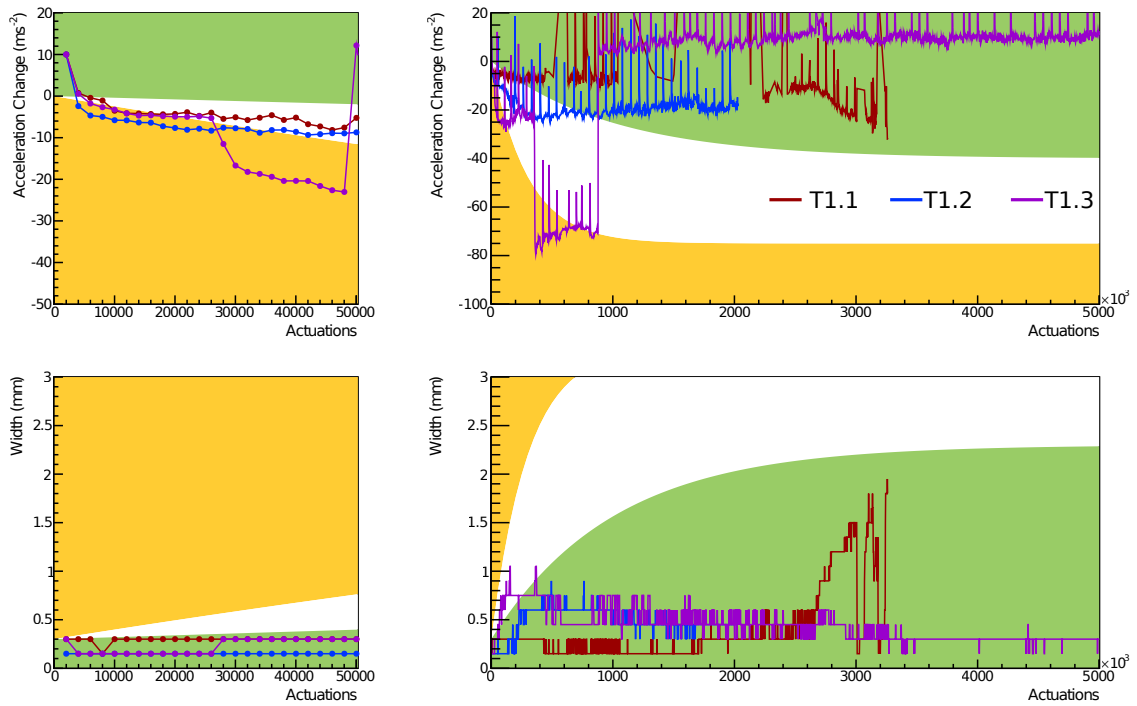 Acceleration Change (ms⁻²)
20
10
0
-10
-20
-30
-40
-50
0 10000 20000 30000 40000 50000
Actuations
Acceleration Change (ms⁻²)
20
0
-20
-40
-60
-80
-100
T1.1 T1.2 T1.3
0 1000 2000 3000 4000 5000
×10³
Actuations
Width (mm)
3
2.5
2
1.5
1
0.5
0
0 10000 20000 30000 40000 50000
Actuations
Width (mm)
3
2.5
2
1.5
1
0.5
0
0 1000 2000 3000 4000 5000
×10³
Actuations